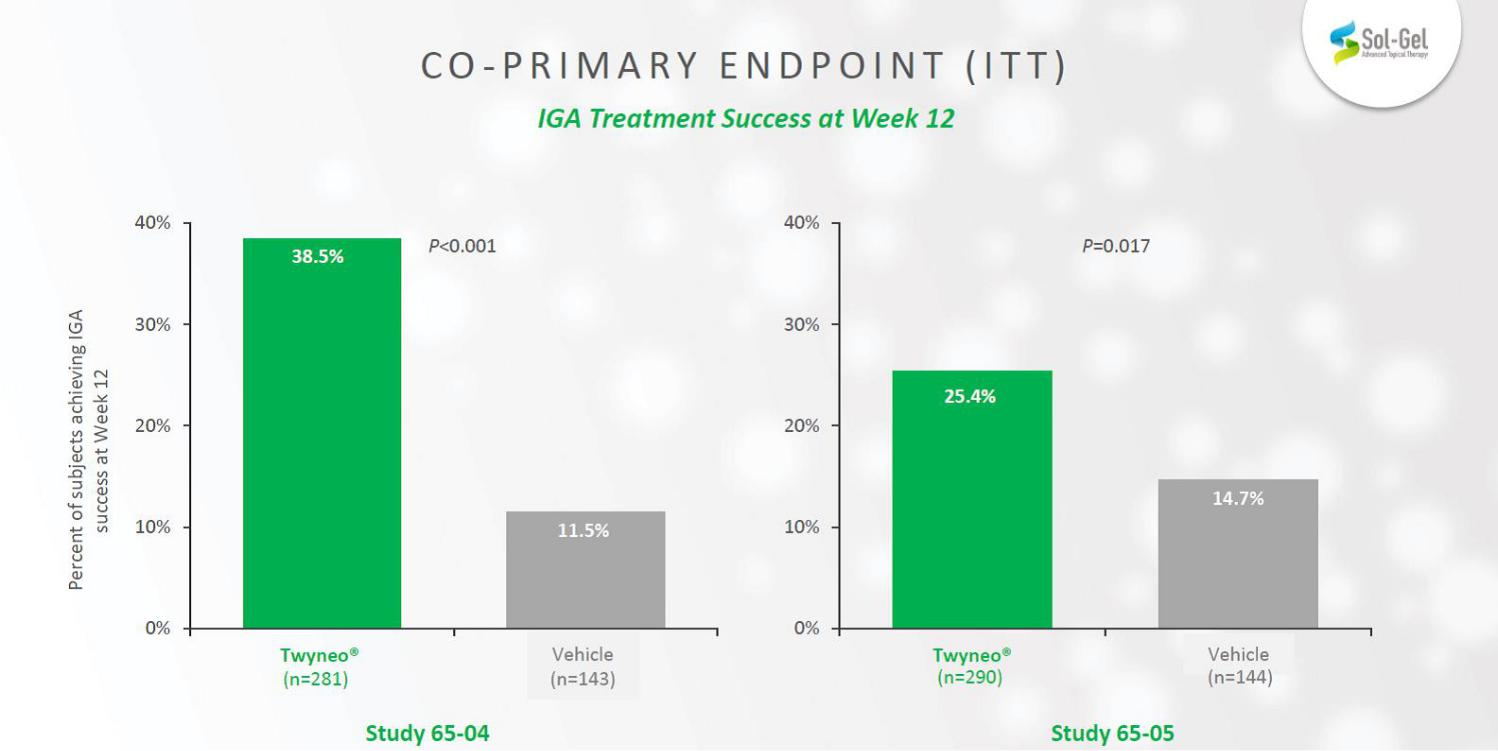 Sol-Gel
Advanced Topical Therapy
CO-PRIMARY ENDPOINT (ITT)
IGA Treatment Success at Week 12
Percent of subjects achieving IGA
success at Week 12
40%
30%
20%
10%
0%
38.5%
P<0.001
11.5%
Twyneo®
(n=281)
Vehicle
(n=143)
Study 65-04
40%
30%
20%
10%
0%
P=0.017
25.4%
14.7%
Twyneo®
(n=290)
Vehicle
(n=144)
Study 65-05